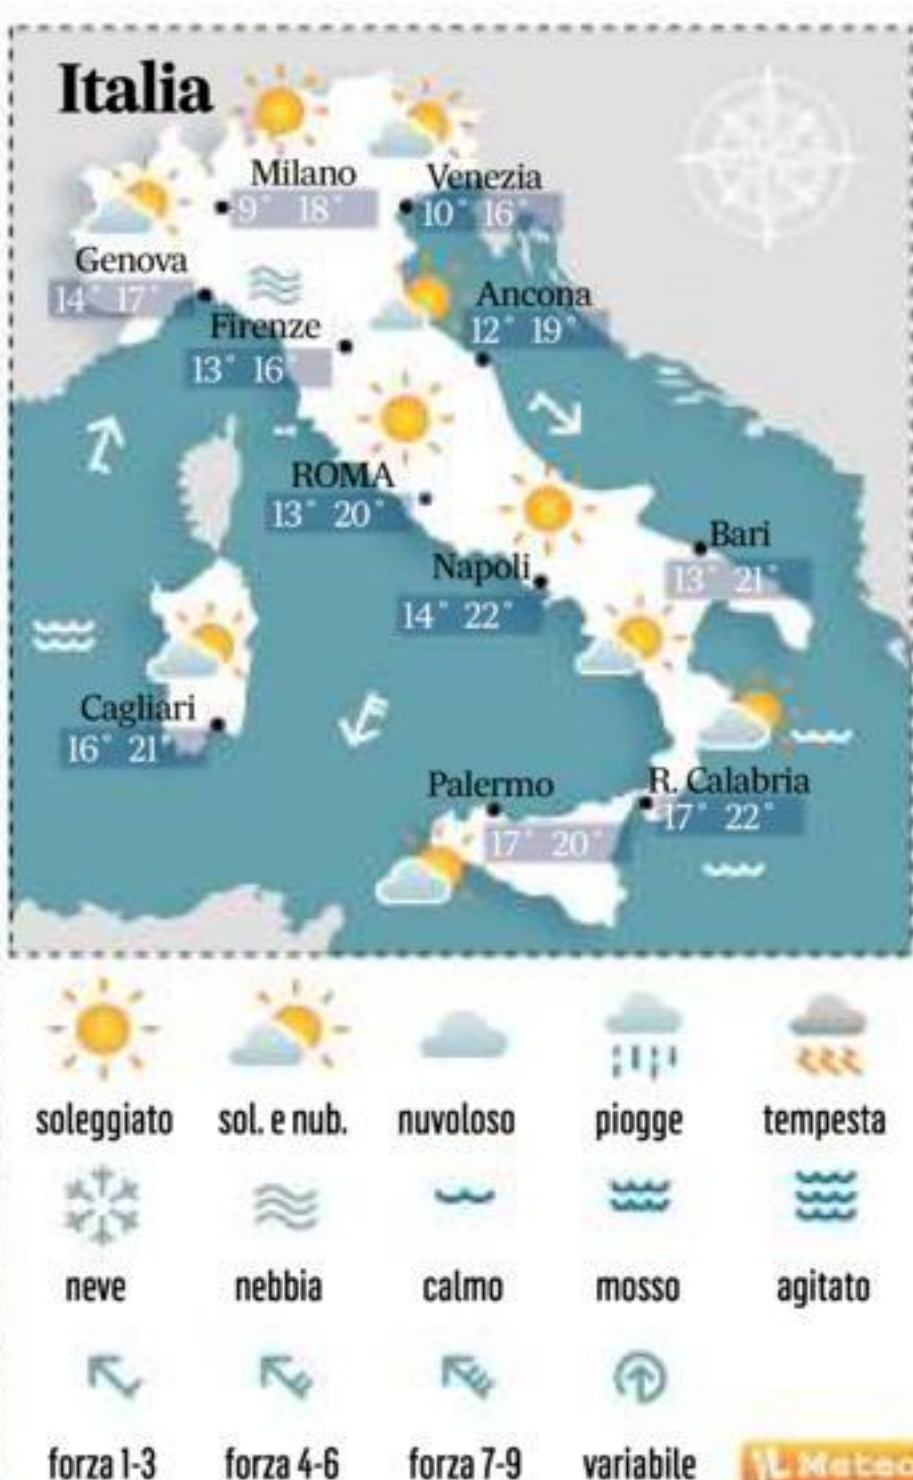 Italia
Milano
9° 18°
Venezia
10° 16°
Genova
14° 17°
Ancona
12° 19°
Firenze
13° 16°
ROMA
13° 20°
Bari
13° 21°
Napoli
14° 22°
Cagliari
16° 21°
Palermo
17° 20°
R. Calabria
17° 22°
soleggiato sol. e nub. nuvoloso piogge tempesta
neve nebbia calmo mosso agitato
forza 1-3 forza 4-6 forza 7-9 variabile
Meteo